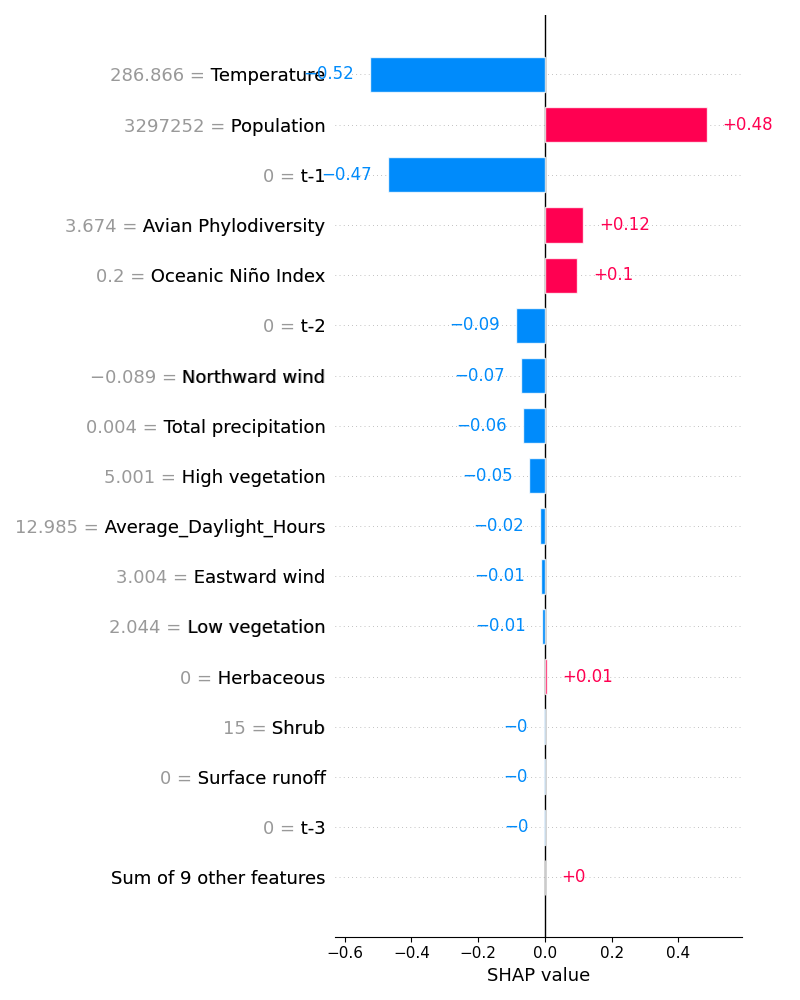 286.866 = Temperature −0.52
3297252 = Population +0.48
0 = t-1 −0.47
3.674 = Avian Phylodiversity +0.12
0.2 = Oceanic Niño Index +0.1
0 = t-2 −0.09
−0.089 = Northward wind −0.07
0.004 = Total precipitation −0.06
5.001 = High vegetation −0.05
12.985 = Average_Daylight_Hours −0.02
3.004 = Eastward wind −0.01
2.044 = Low vegetation −0.01
0 = Herbaceous +0.01
15 = Shrub −0
0 = Surface runoff −0
0 = t-3 −0
Sum of 9 other features +0
−0.6 −0.4 −0.2 0.0 0.2 0.4
SHAP value